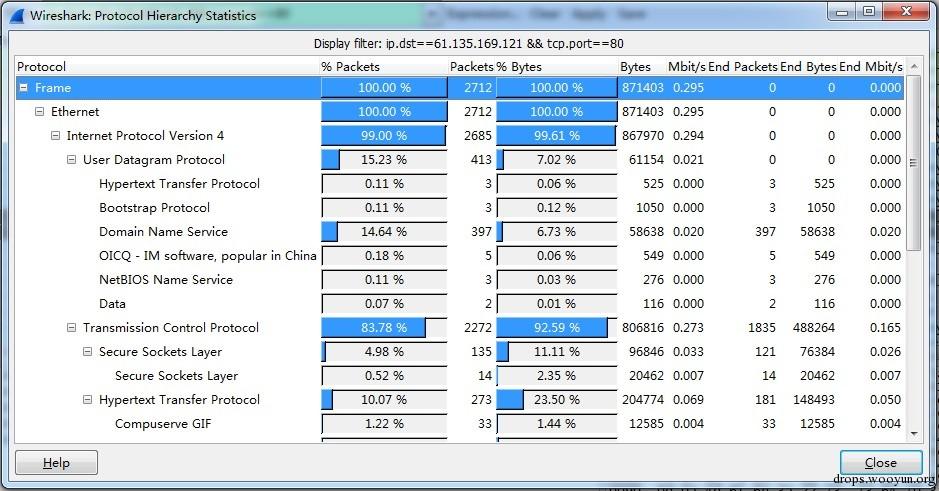 Wireshark: Protocol Hierarchy Statistics
Display filter: ip.dst==61.135.169.121 && tcp.port==80
Protocol % Packets Packets % Bytes Bytes Mbit/s End Packets End Bytes End Mbit/s
Frame 100.00 % 2712 100.00 % 871403 0.295 0 0 0.000
Ethernet 100.00 % 2712 100.00 % 871403 0.295 0 0 0.000
Internet Protocol Version 4 99.00 % 2685 99.61 % 867970 0.294 0 0 0.000
User Datagram Protocol 15.23 % 413 7.02 % 61154 0.021 0 0 0.000
Hypertext Transfer Protocol 0.11 % 3 0.06 % 525 0.000 3 525 0.000
Bootstrap Protocol 0.11 % 3 0.12 % 1050 0.000 3 1050 0.000
Domain Name Service 14.64 % 397 6.73 % 58638 0.020 397 58638 0.020
OICQ - IM software, popular in China 0.18 % 5 0.06 % 549 0.000 5 549 0.000
NetBIOS Name Service 0.11 % 3 0.03 % 276 0.000 3 276 0.000
Data 0.07 % 2 0.01 % 116 0.000 2 116 0.000
Transmission Control Protocol 83.78 % 2272 92.59 % 806816 0.273 1835 488264 0.165
Secure Sockets Layer 4.98 % 135 11.11 % 96846 0.033 121 76384 0.026
Secure Sockets Layer 0.52 % 14 2.35 % 20462 0.007 14 20462 0.007
Hypertext Transfer Protocol 10.07 % 273 23.50 % 204774 0.069 181 148493 0.050
Compuserve GIF 1.22 % 33 1.44 % 12585 0.004 33 12585 0.004
Help Close
drops.wooyun.org